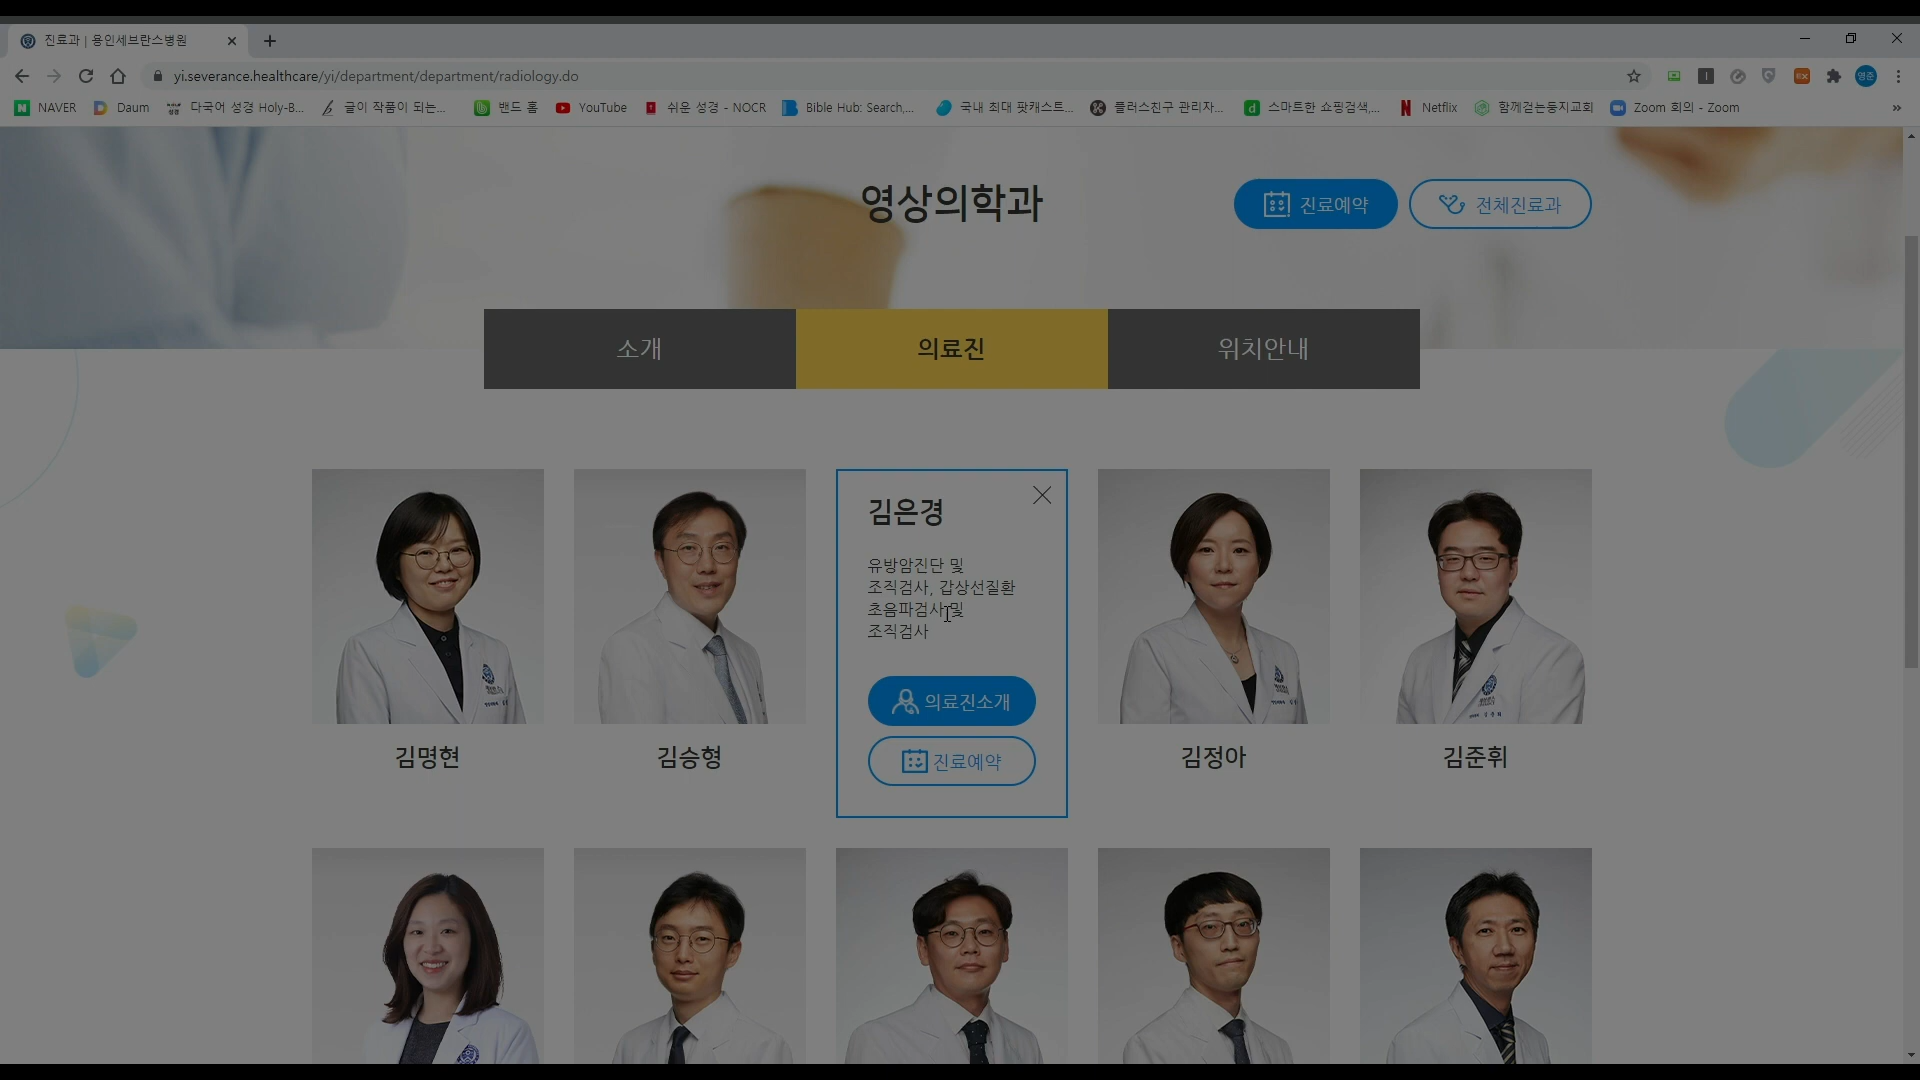 진료과 | 용인세브란스병원
yi.severance.healthcare/yi/department/department/radiology.do
영준
NAVER
Daum
다국어 성경 Holy-B...
글이 작품이 되는...
밴드 홈
YouTube
쉬운 성경 - NOCR
Bible Hub: Search,...
국내 최대 팟캐스트...
플러스친구 관리자...
스마트한 쇼핑검색,...
Netflix
함께걷는둥지교회
Zoom 회의 - Zoom
영상의학과
진료예약
전체진료과
소개
의료진
위치안내
김은경
유방암진단 및
조직검사, 갑상선질환
초음파검사 및
조직검사
의료진소개
진료예약
김명현
김승형
김정아
김준휘